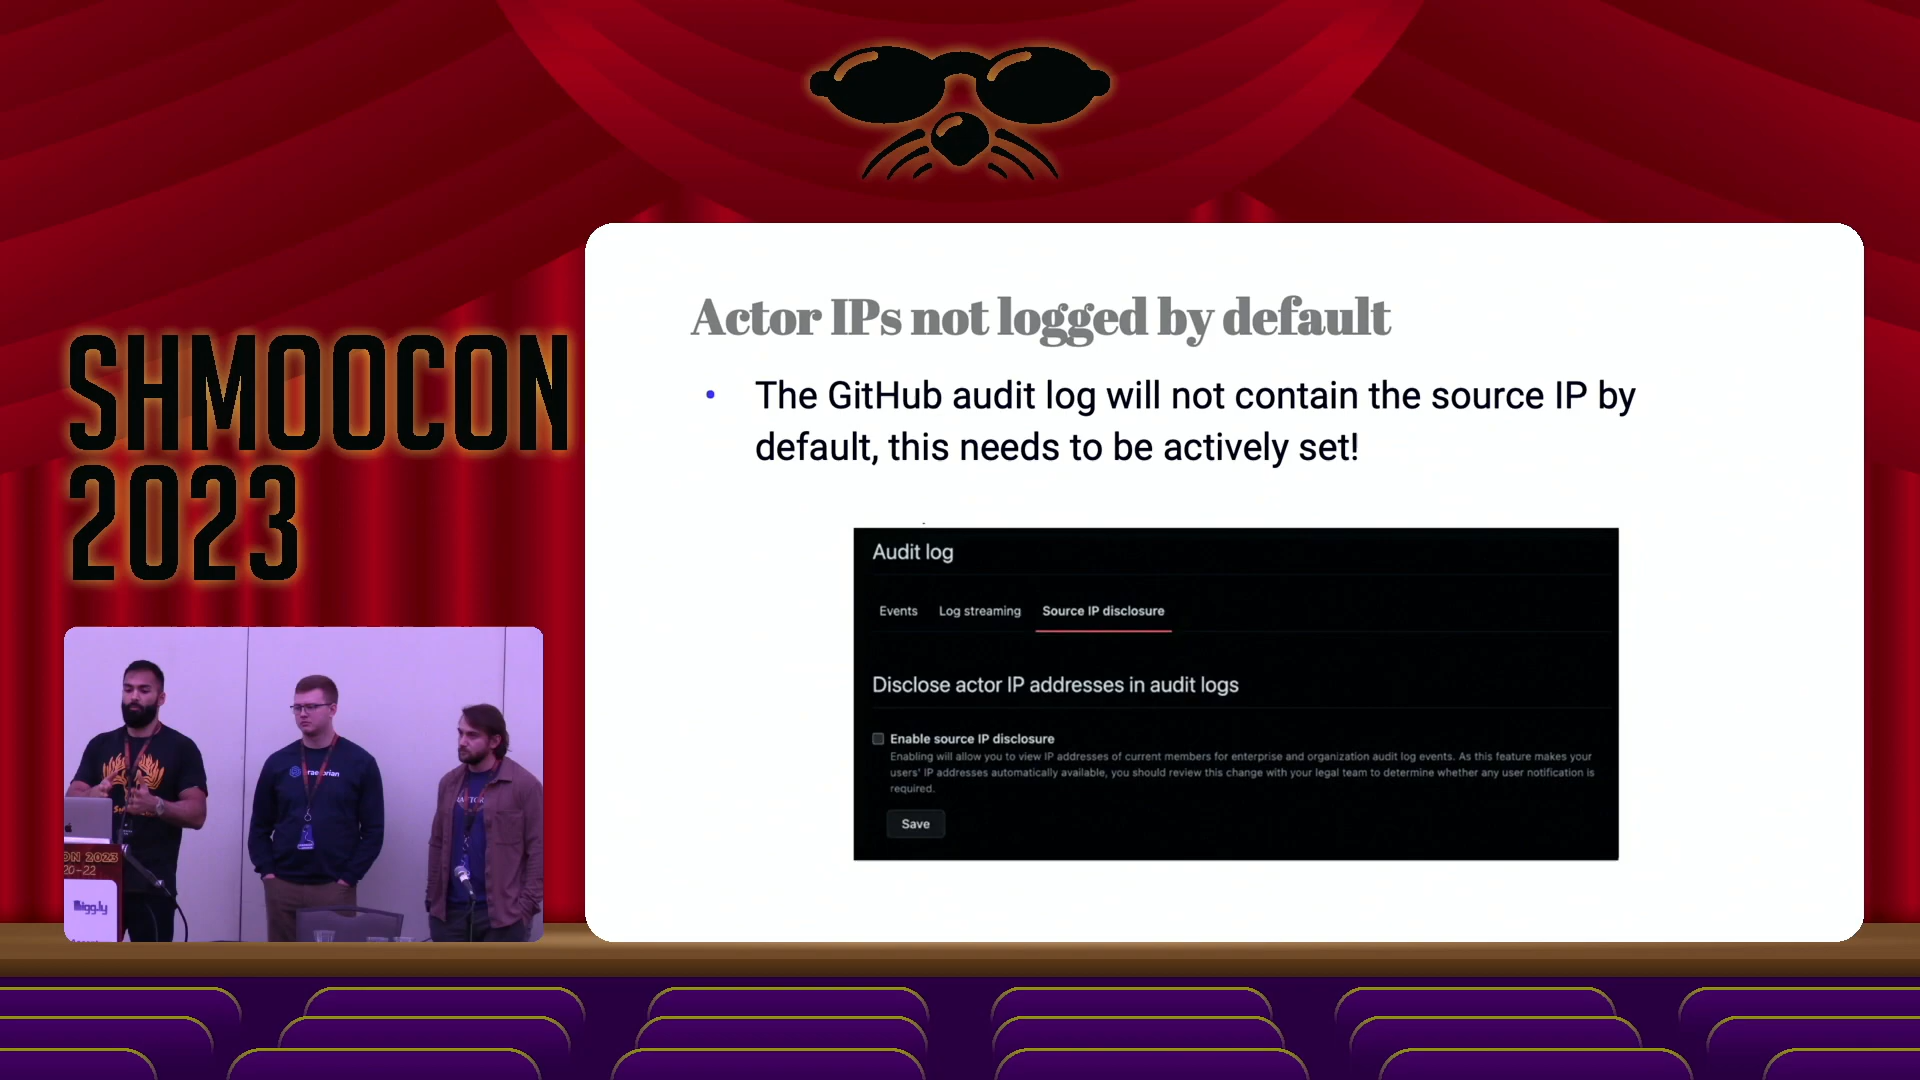 SHMOOCON
2023
Actor IPs not logged by default
• The GitHub audit log will not contain the source IP by
default, this needs to be actively set!
Audit log
Events Log streaming Source IP disclosure
Disclose actor IP addresses in audit logs
Enable source IP disclosure
Enabling will allow you to view IP addresses of current members for enterprise and organization audit log events. As this feature makes your
users' IP addresses automatically available, you should review this change with your legal team to determine whether any user notification is
required.
Save
ON 2023
20-22